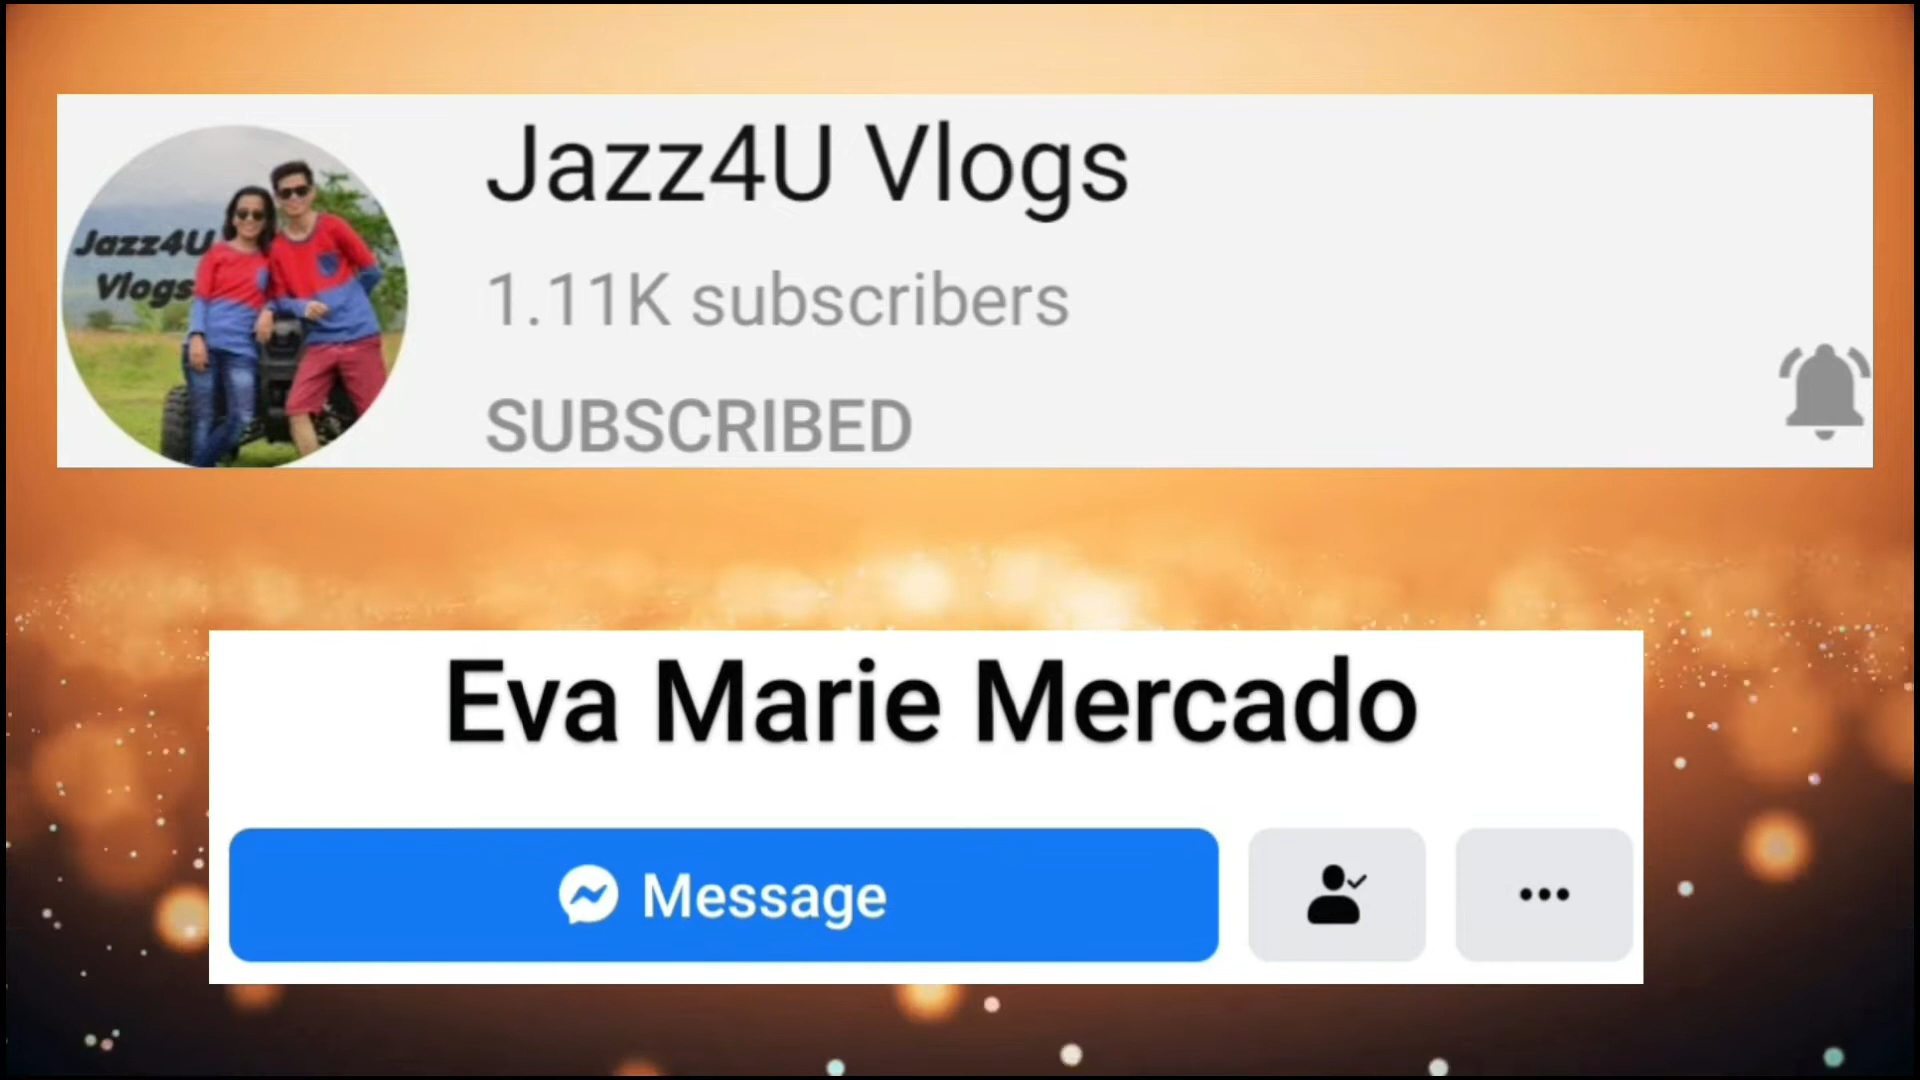 Jazz4U Vlogs
Jazz4U
Vlogs
1.11K subscribers
SUBSCRIBED
Eva Marie Mercado
Message